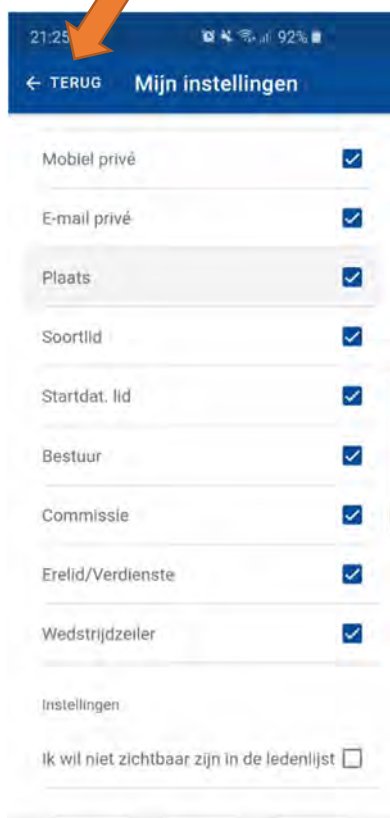 21:25 92%
← TERUG Mijn instellingen
Mobiel privé
E-mail privé
Plaats
Soortlid
Startdat. lid
Bestuur
Commissie
Erelid/Verdienste
Wedstrijdzeiler
Instellingen
Ik wil niet zichtbaar zijn in de ledenlijst